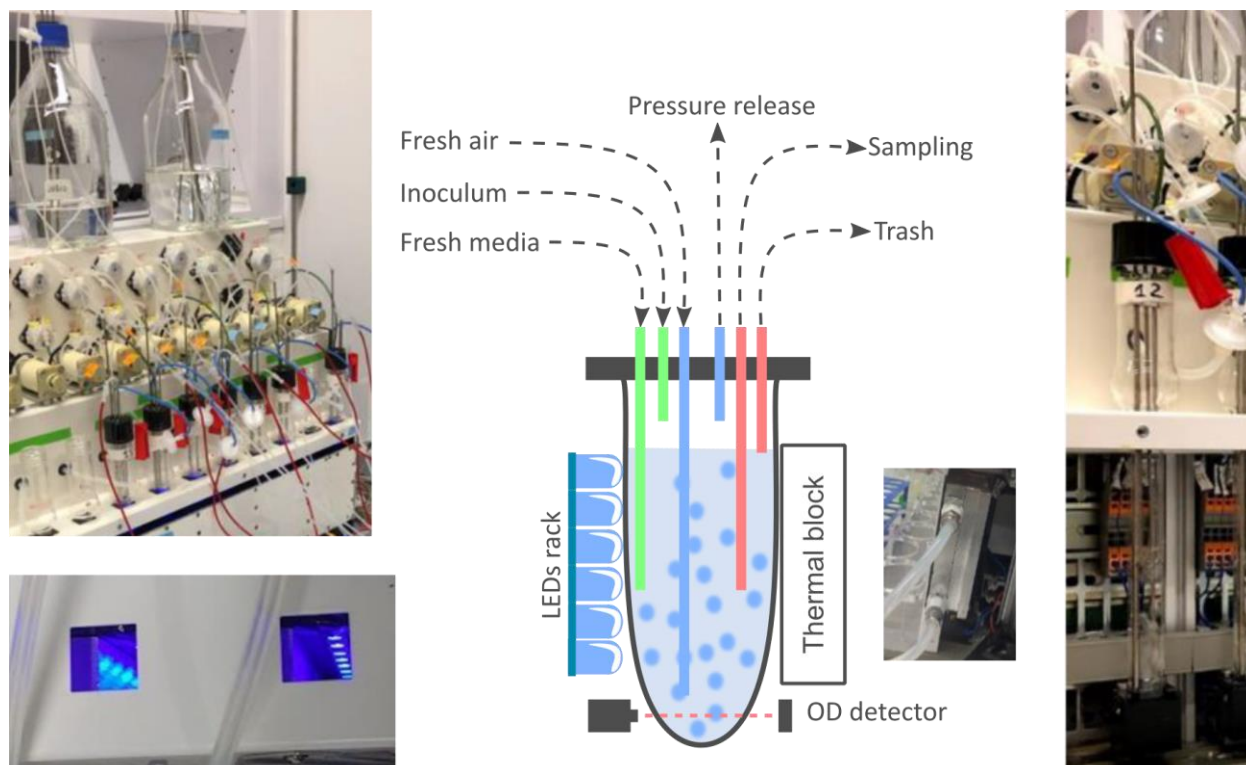 Pressure release
Fresh air
Sampling
Inoculum
Fresh media
Trash
LEDs rack
Thermal block
OD detector
12